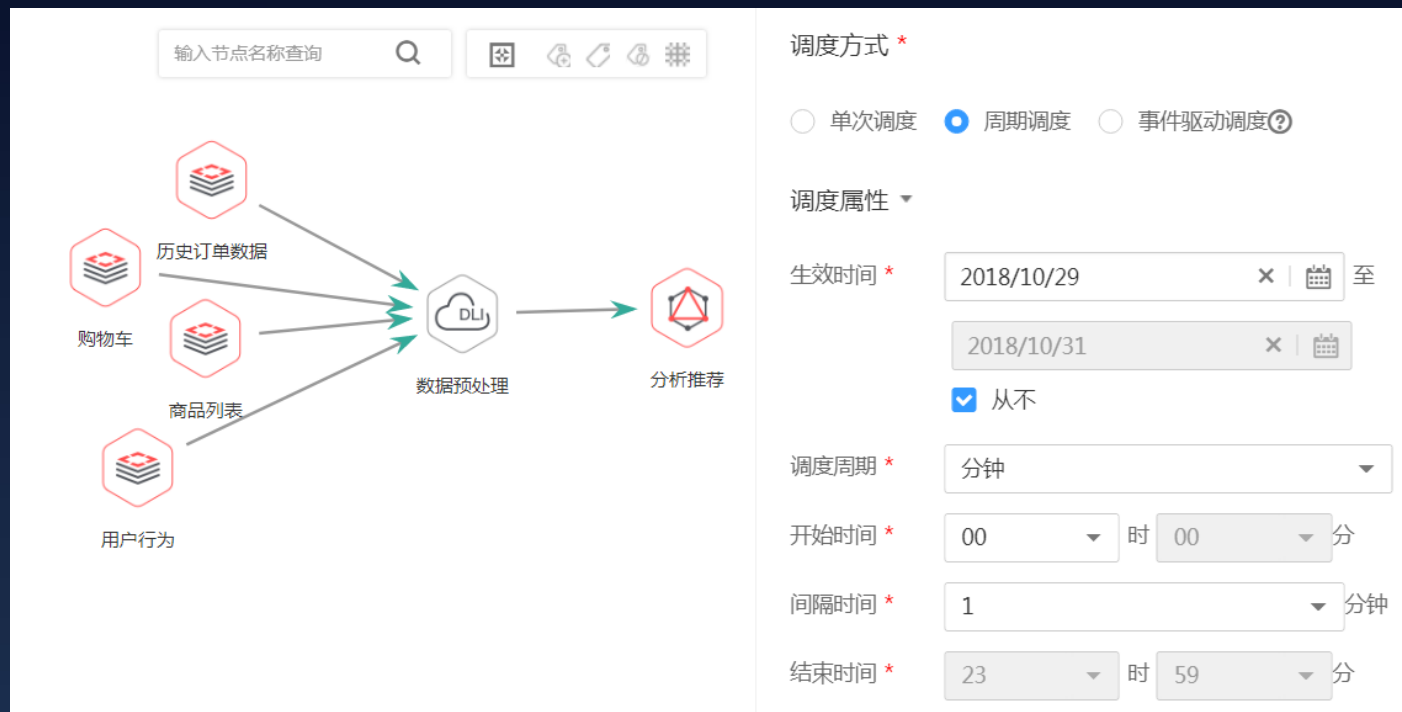 输入节点名称查询
历史订单数据
购物车
商品列表
用户行为
DLI
数据预处理
分析推荐
调度方式 *
单次调度 周期调度 事件驱动调度?
调度属性
生效时间 * 2018/10/29 至
2018/10/31
从不
调度周期 * 分钟
开始时间 * 00 时 00 分
间隔时间 * 1 分钟
结束时间 * 23 时 59 分